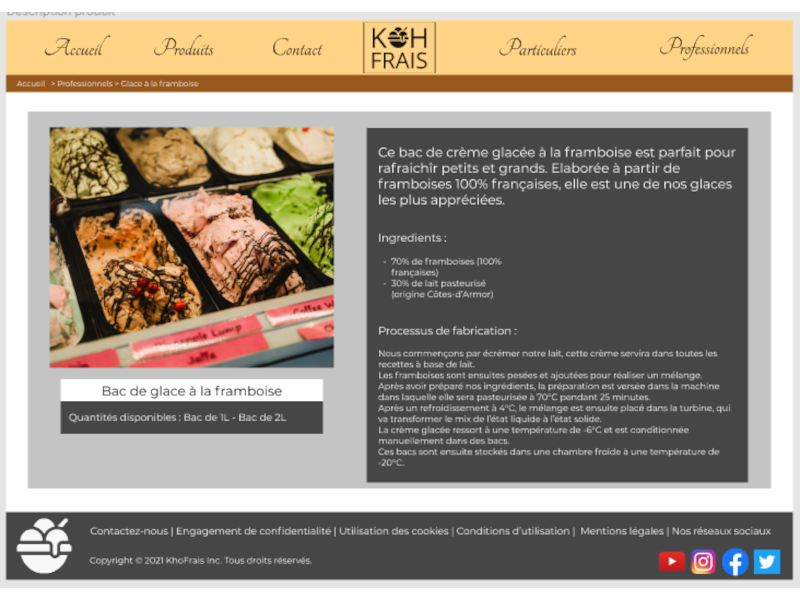 Description produit
Accueil Produits Contact KOH FRAIS Particuliers Professionnels
Accueil > Professionnels > Glace à la framboise
Ce bac de crème glacée à la framboise est parfait pour
rafraichîr petits et grands. Elaborée à partir de
framboises 100% françaises, elle est une de nos glaces
les plus appréciées.
Ingredients :
- 70% de framboises (100%
françaises)
- 30% de lait pasteurisé
(origine Côtes-d'Armor)
Processus de fabrication :
Nous commençons par écrémer notre lait, cette crème servira dans toutes les
recettes à base de lait.
Les framboises sont ensuites pesées et ajoutées pour réaliser un mélange.
Après avoir préparé nos ingrédients, la préparation est versée dans la machine
dans laquelle elle sera pasteurisée à 70°C pendant 25 minutes.
Après un refroidissement à 4°C, le mélange est ensuite placé dans la turbine, qui
va transformer le mix de l'état liquide à l'état solide.
La crème glacée ressort à une température de -6°C et est conditionnée
manuellement dans des bacs.
Ces bacs sont ensuite stockés dans une chambre froide à une température de
-20°C.
Coffee
Lump
Jaffa
Bac de glace à la framboise
Quantités disponibles : Bac de 1L - Bac de 2L
Contactez-nous | Engagement de confidentialité | Utilisation des cookies | Conditions d'utilisation | Mentions légales | Nos réseaux sociaux
Copyright © 2021 KhoFrais Inc. Tous droits réservés.